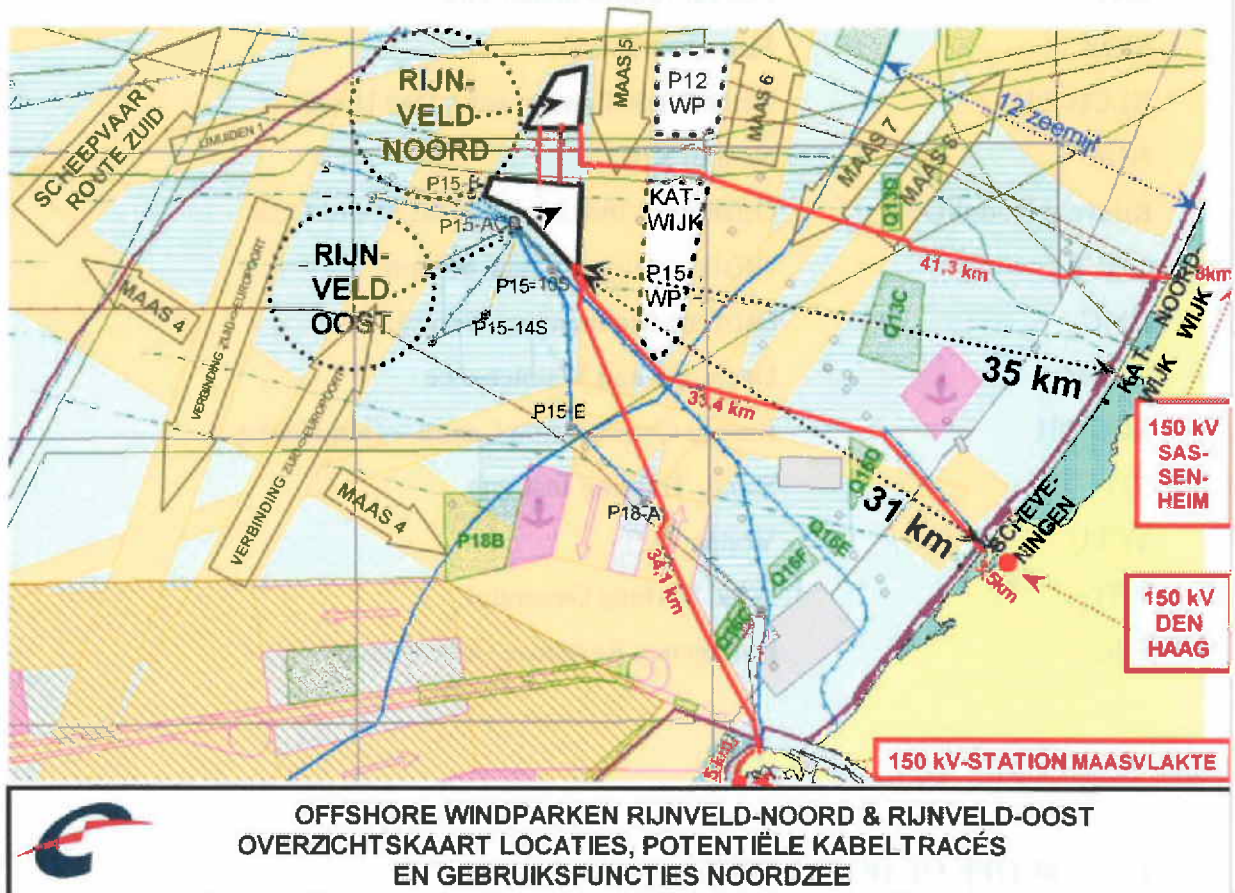 SCHEEPVAART
ROUTE ZUID
IJMUIDEN 1
RIJN-
VELD
NOORD
MAAS 5
P12
WP
MAAS 6
MAAS 7
MAAS 8
12 zeemijl
P15-B
P15-ACD
KAT-
WIJK
P15
WP
Q13B
Q13C
41,3 km
8km
NOORD
WIJK
KAT-
WIJK
RIJN-
VELD
OOST
MAAS 4
VERBINDING ZUID-EUROPOORT
P15-10S
P15-14S
35 km
33,4 km
P15-E
VERBINDING ZUID-EUROPOORT
MAAS 4
P18B
P18-A
34,1 km
31 km
Q16E
Q16F
SCHEVE-
NINGEN
150 kV
SAS-
SEN-
HEIM
150 kV
DEN
HAAG
150 kV-STATION MAASVLAKTE
OFFSHORE WINDPARKEN RIJNVELD-NOORD & RIJNVELD-OOST
OVERZICHTSKAART LOCATIES, POTENTIËLE KABELTRACÉS
EN GEBRUIKSFUNCTIES NOORDZEE